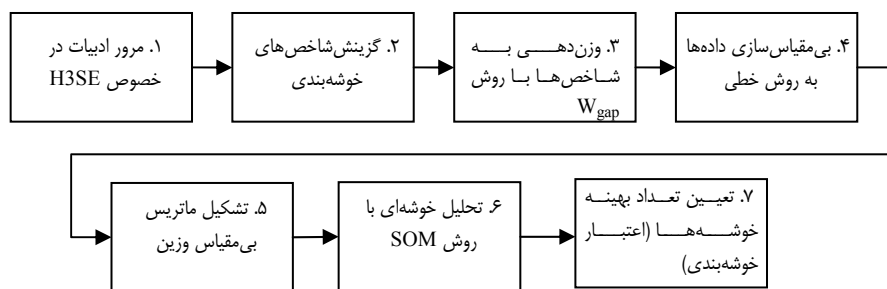 ۱. مرور ادبیات در
خصوص H3SE
۲. گزینش‌شاخص‌های
خوشه‌بندی
۳. وزن‌دهی به
شاخص‌ها با روش
Wgap
۴. بی‌مقیاس‌سازی داده‌ها
به روش خطی
۵. تشکیل ماتریس
بی‌مقیاس وزین
۶. تحلیل خوشه‌ای با
روش SOM
۷. تعیین تعداد بهینه
خوشه‌ها (اعتبار
خوشه‌بندی)